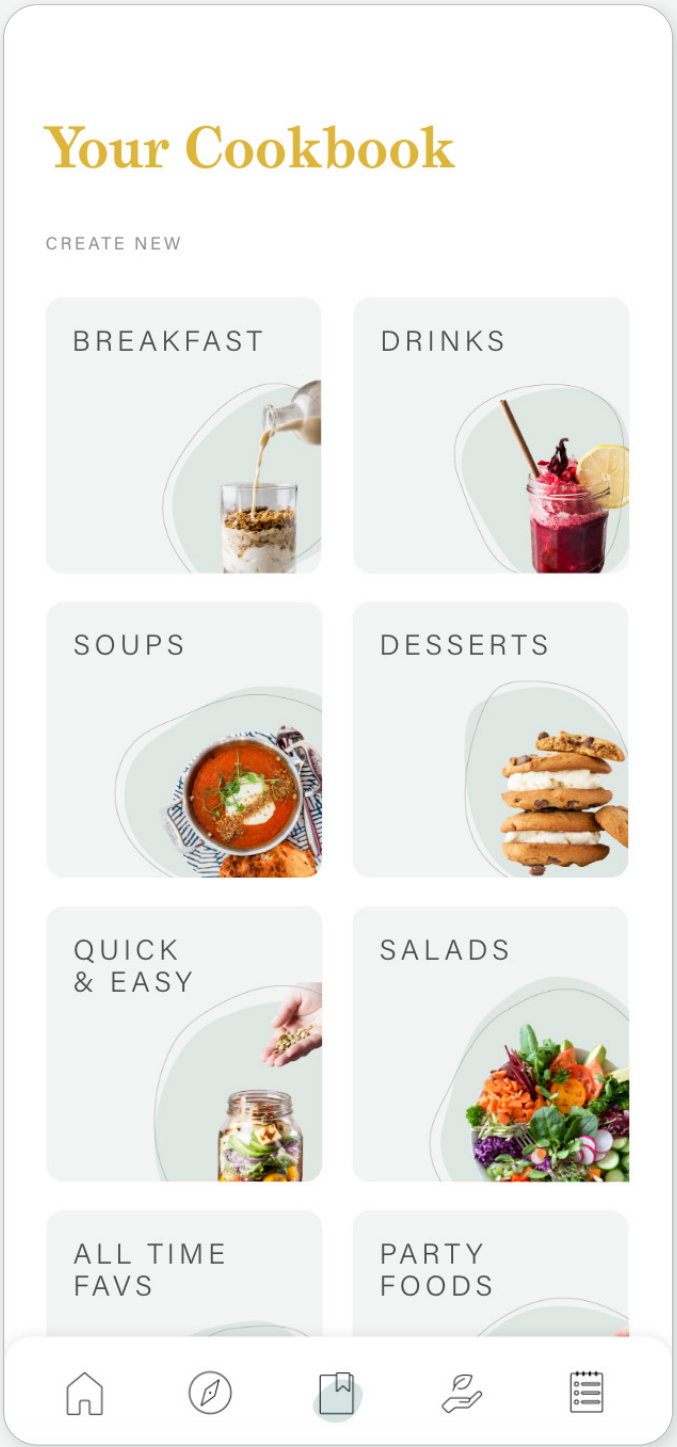 Your Cookbook
CREATE NEW
BREAKFAST
DRINKS
SOUPS
DESSERTS
QUICK
& EASY
SALADS
ALL TIME
FAVS
PARTY
FOODS